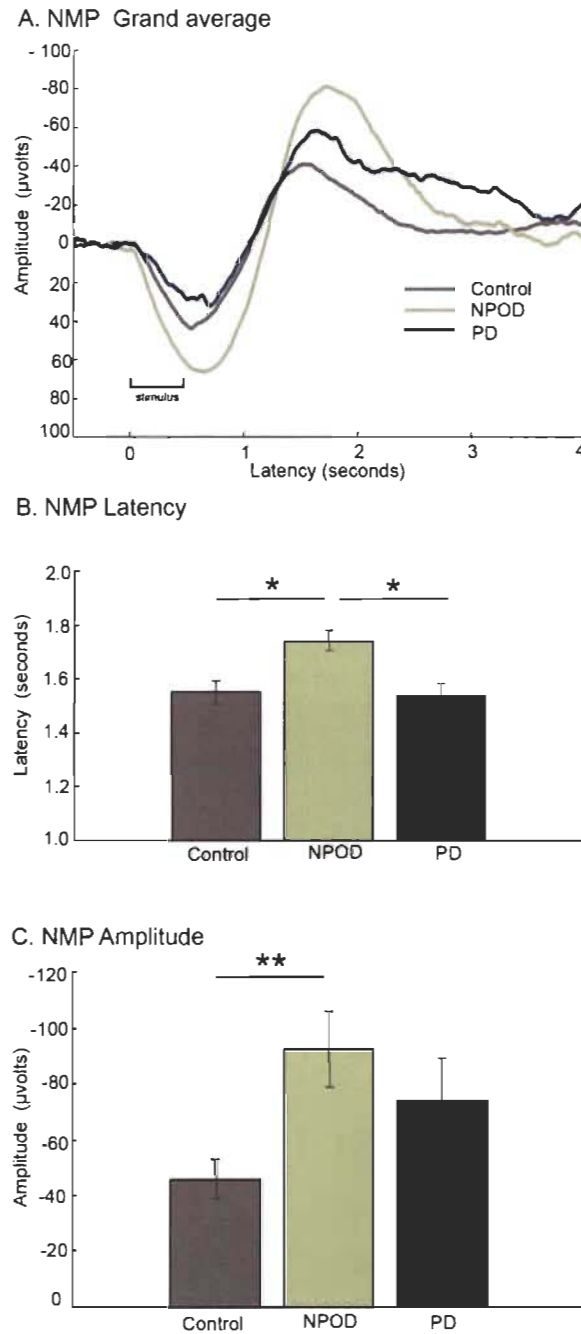 A. NMP Grand average
- 100
-80
-60
-40
-20
0
20
40
60
80
100
Amplitude (µvolts)
Control
NPOD
PD
stimulus
0 1 2 3 4
Latency (seconds)
B. NMP Latency
* *
2.0
1.8
1.6
1.4
1.2
1.0
Latency (seconds)
Control NPOD PD
C. NMP Amplitude
**
-120
-100
-80
-60
-40
-20
0
Amplitude (µvolts)
Control NPOD PD